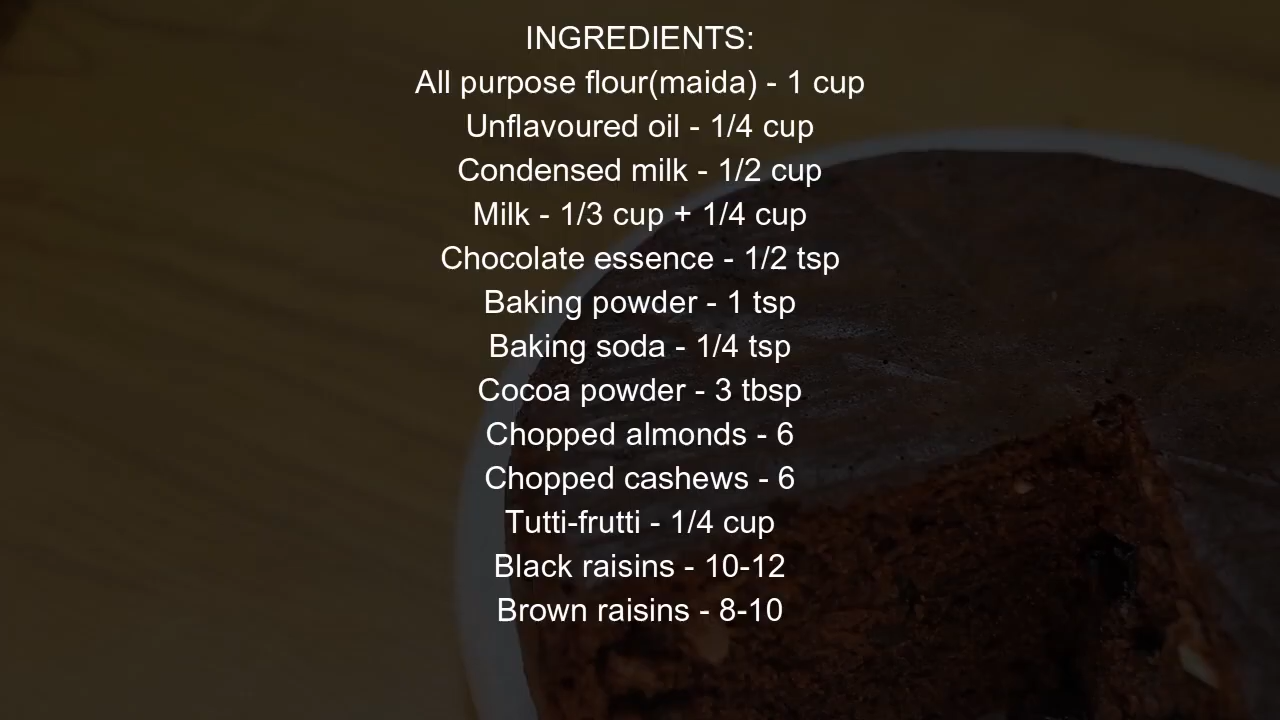 INGREDIENTS:
All purpose flour(maida) - 1 cup
Unflavoured oil - 1/4 cup
Condensed milk - 1/2 cup
Milk - 1/3 cup + 1/4 cup
Chocolate essence - 1/2 tsp
Baking powder - 1 tsp
Baking soda - 1/4 tsp
Cocoa powder - 3 tbsp
Chopped almonds - 6
Chopped cashews - 6
Tutti-frutti - 1/4 cup
Black raisins - 10-12
Brown raisins - 8-10